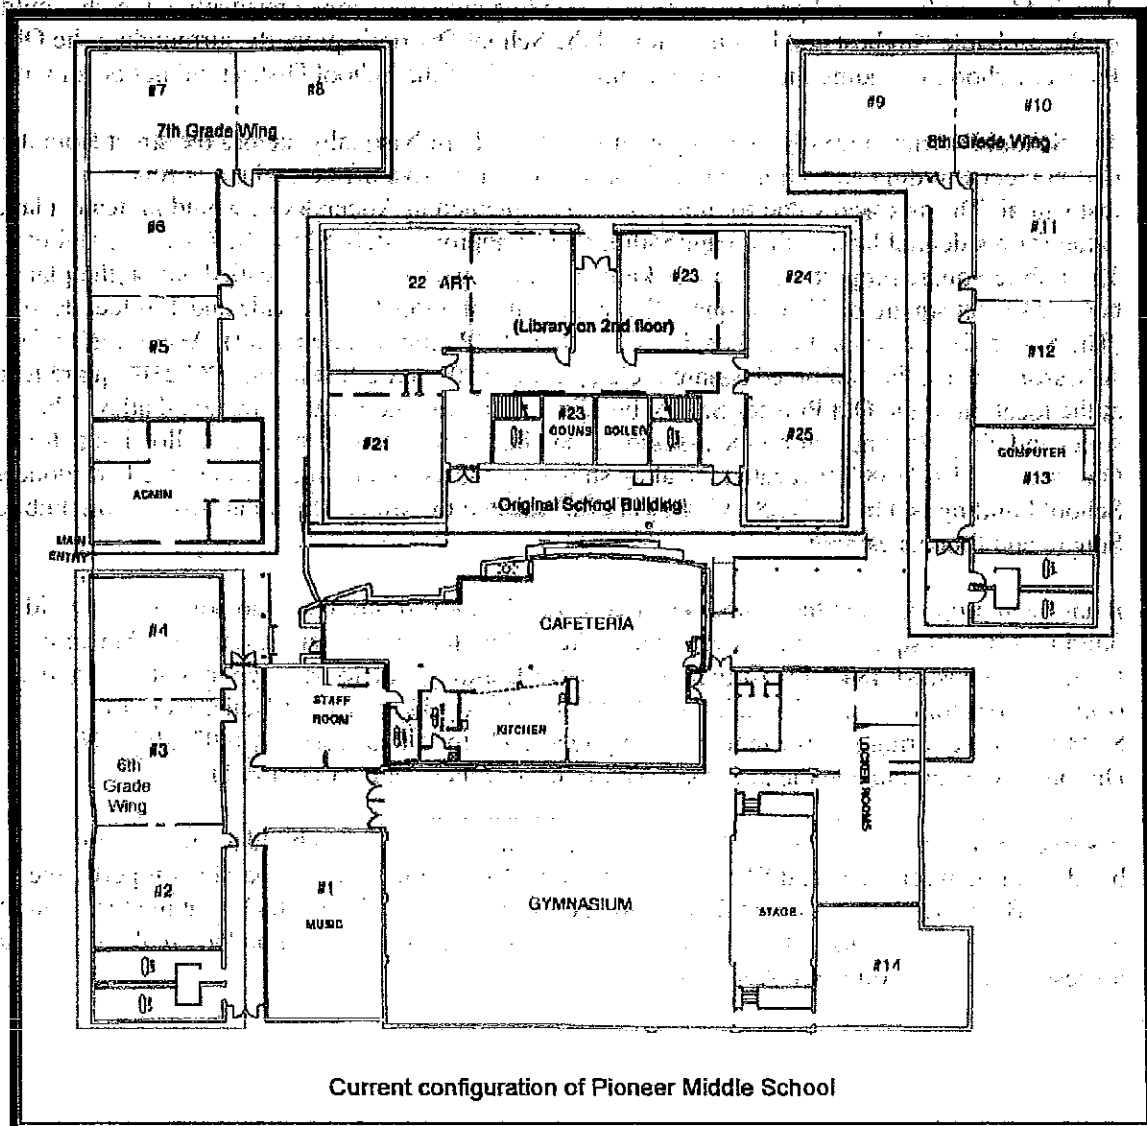 #7
#8
7th Grade Wing
#9
#10
8th Grade Wing
#6
#11
22 ART
#23
#24
(Library on 2nd floor)
#5
#12
#21
#23
COUNS
BOILER
#25
COMPUTER
#13
ADMIN
Original School Building
MAIN
ENTRY
#4
CAFETERIA
STAFF
ROOM
KITCHEN
#3
6th
Grade
Wing
LOCKER ROOMS
#2
#1
MUSIC
GYMNASIUM
STAGE
#14
Current configuration of Pioneer Middle School